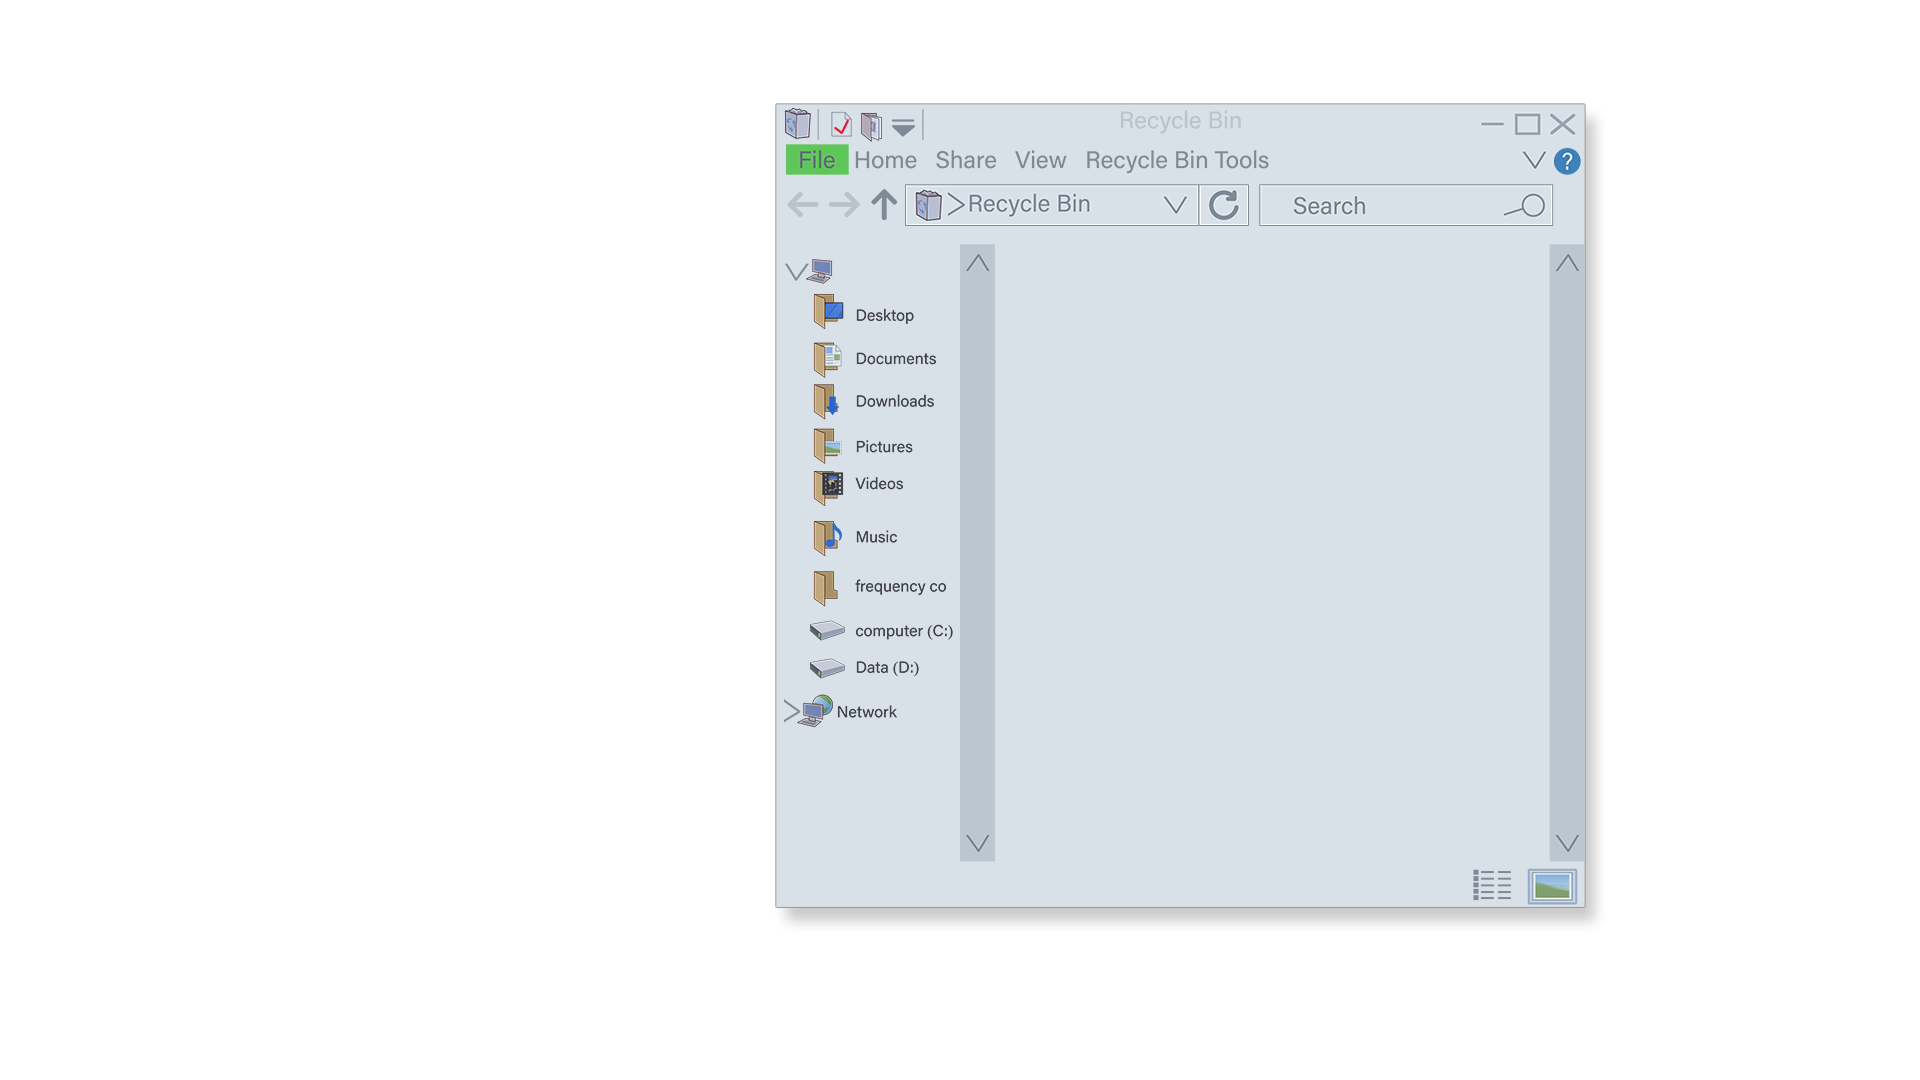 Recycle Bin
File Home Share View Recycle Bin Tools ?
Recycle Bin Search
Desktop
Documents
Downloads
Pictures
Videos
Music
frequency co
computer (C:)
Data (D:)
Network